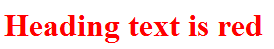 Heading text is red